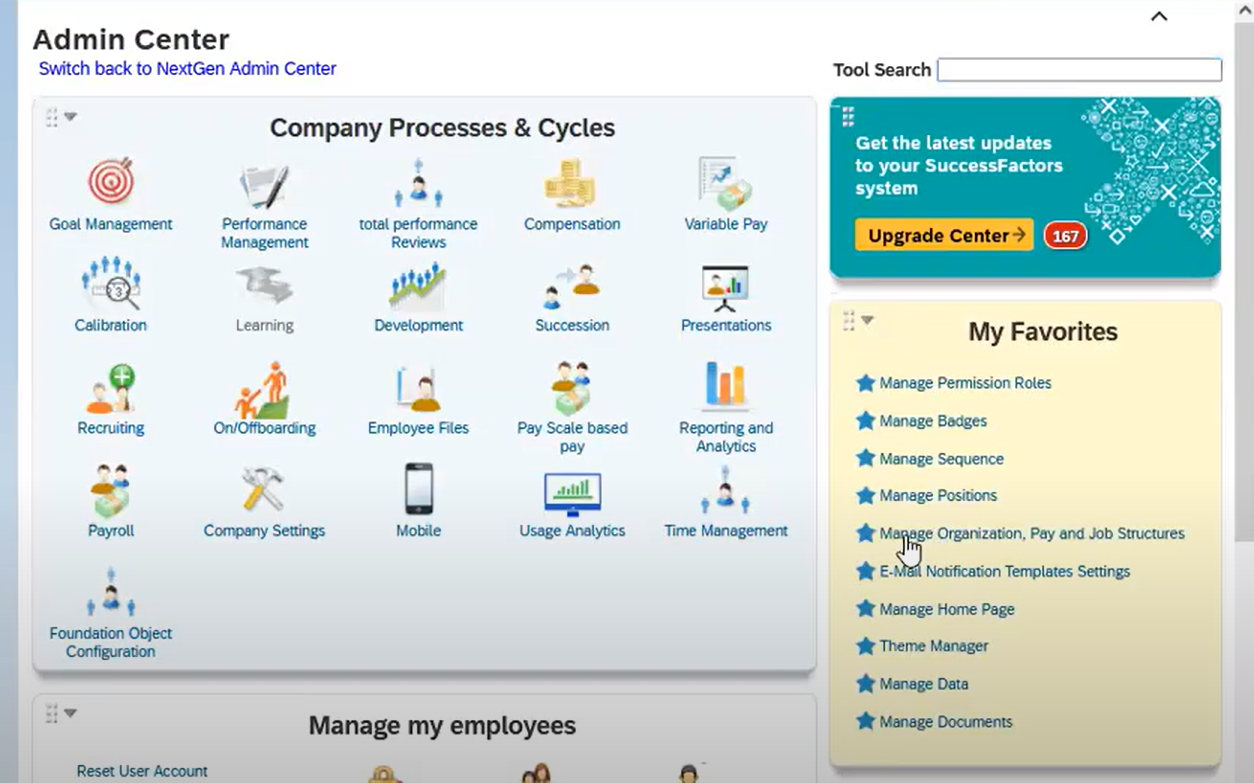 Admin Center
Switch back to NextGen Admin Center
Tool Search
Company Processes & Cycles
Goal Management
Performance
Management
total performance
Reviews
Compensation
Variable Pay
Calibration
Learning
Development
Succession
Presentations
Recruiting
On/Offboarding
Employee Files
Pay Scale based
pay
Reporting and
Analytics
Payroll
Company Settings
Mobile
Usage Analytics
Time Management
Foundation Object
Configuration
Manage my employees
Reset User Account
Get the latest updates
to your SuccessFactors
system
Upgrade Center
167
My Favorites
Manage Permission Roles
Manage Badges
Manage Sequence
Manage Positions
Manage Organization, Pay and Job Structures
E-Mail Notification Templates Settings
Manage Home Page
Theme Manager
Manage Data
Manage Documents